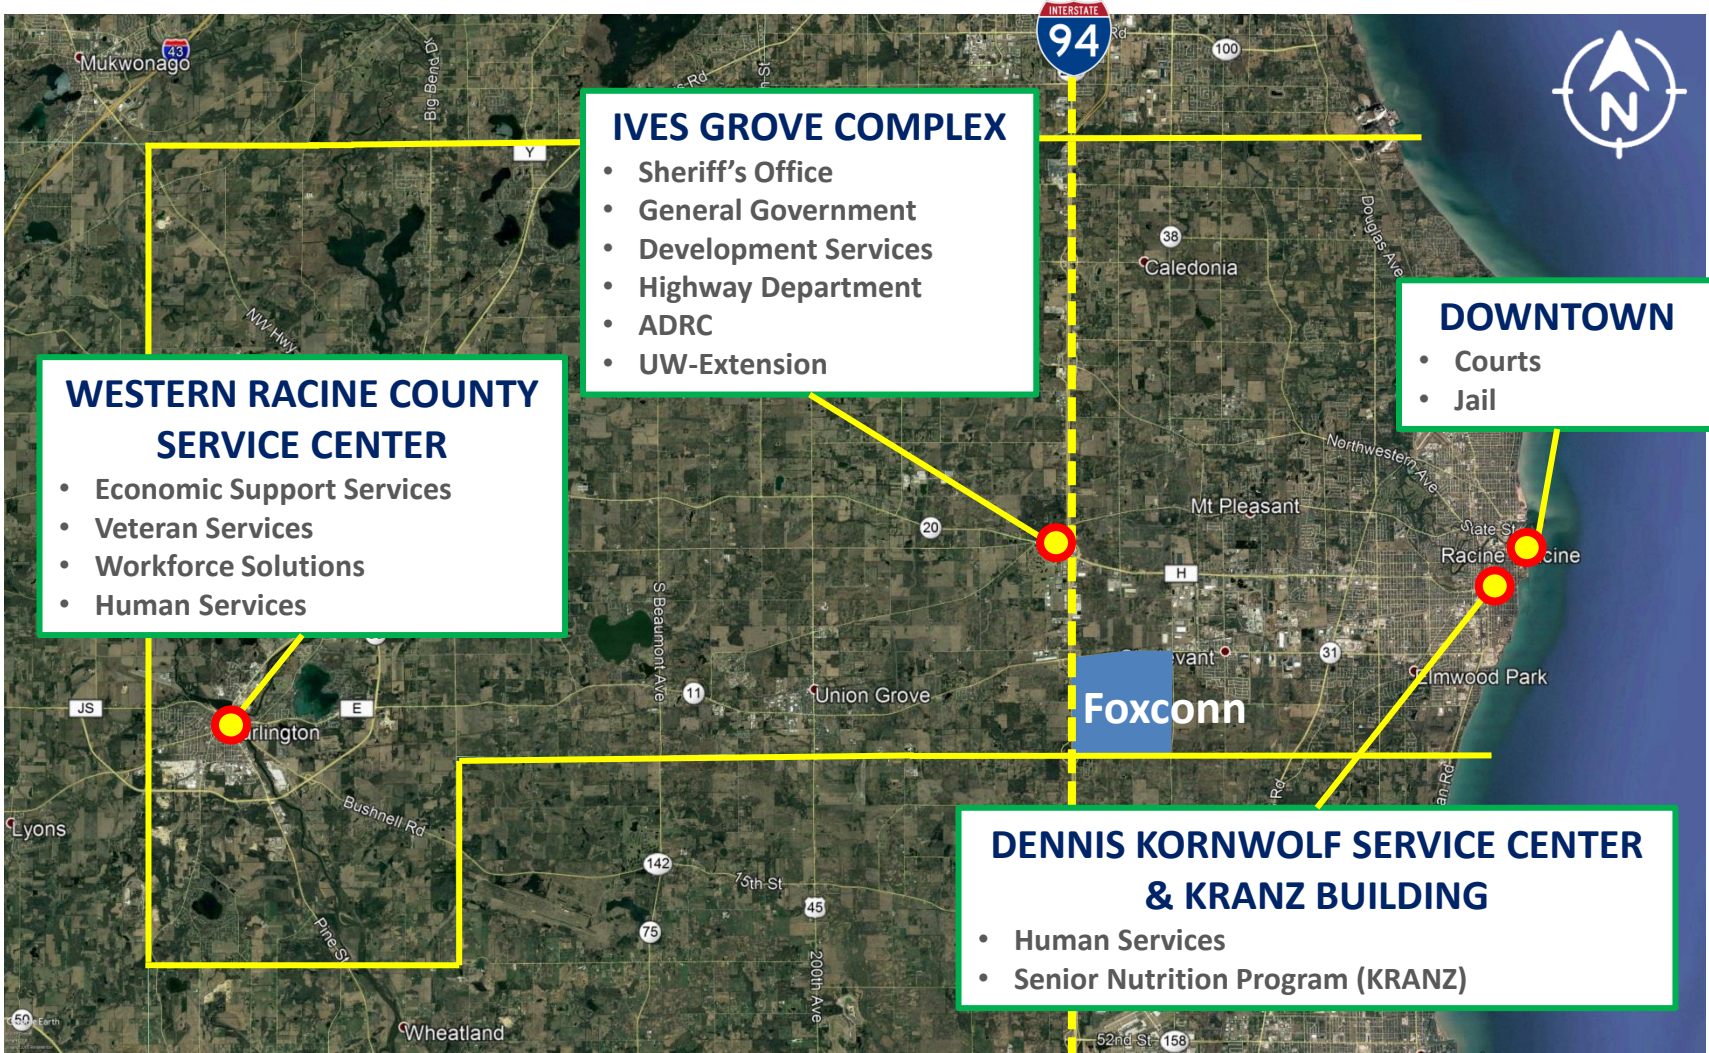 INTERSTATE
94
43
Mukwonago
Big Bend Dr
Rd
100
N
IVES GROVE COMPLEX
• Sheriff’s Office
• General Government
• Development Services
• Highway Department
• ADRC
• UW-Extension
Y
Douglas Ave
38
Caledonia
NW Hwy
DOWNTOWN
• Courts
• Jail
WESTERN RACINE COUNTY
SERVICE CENTER
• Economic Support Services
• Veteran Services
• Workforce Solutions
• Human Services
Northwestern Ave
Mt Pleasant
20
State St
Racine
H
S Beaumont Ave
31
Elmwood Park
Union Grove
11
Foxconn
JS
E
Bushnell Rd
Lyons
142
15th St
45
75
Pine St
200th Ave
Rd
DENNIS KORNWOLF SERVICE CENTER
& KRANZ BUILDING
• Human Services
• Senior Nutrition Program (KRANZ)
50
Wheatland
52nd St
158